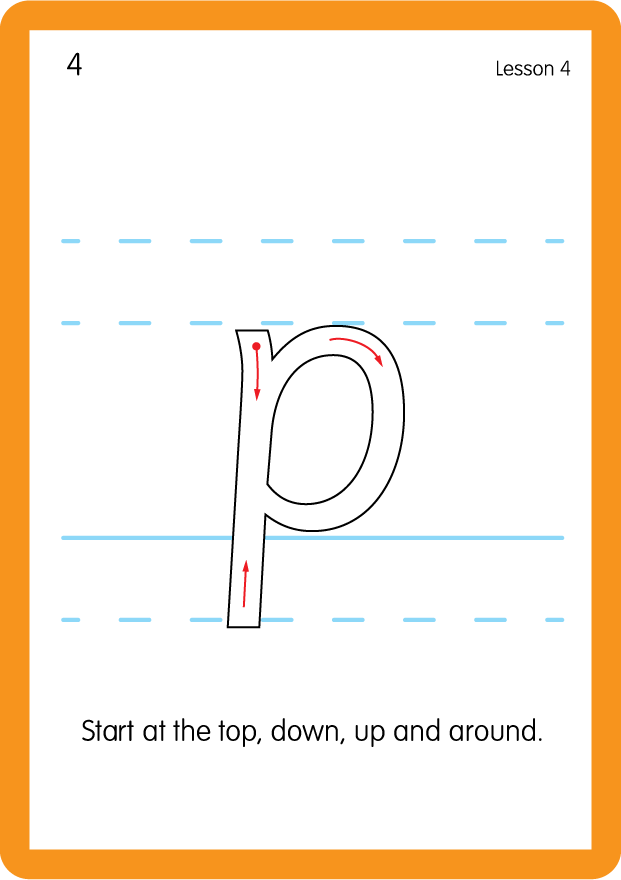 4
Lesson 4
p
Start at the top, down, up and around.